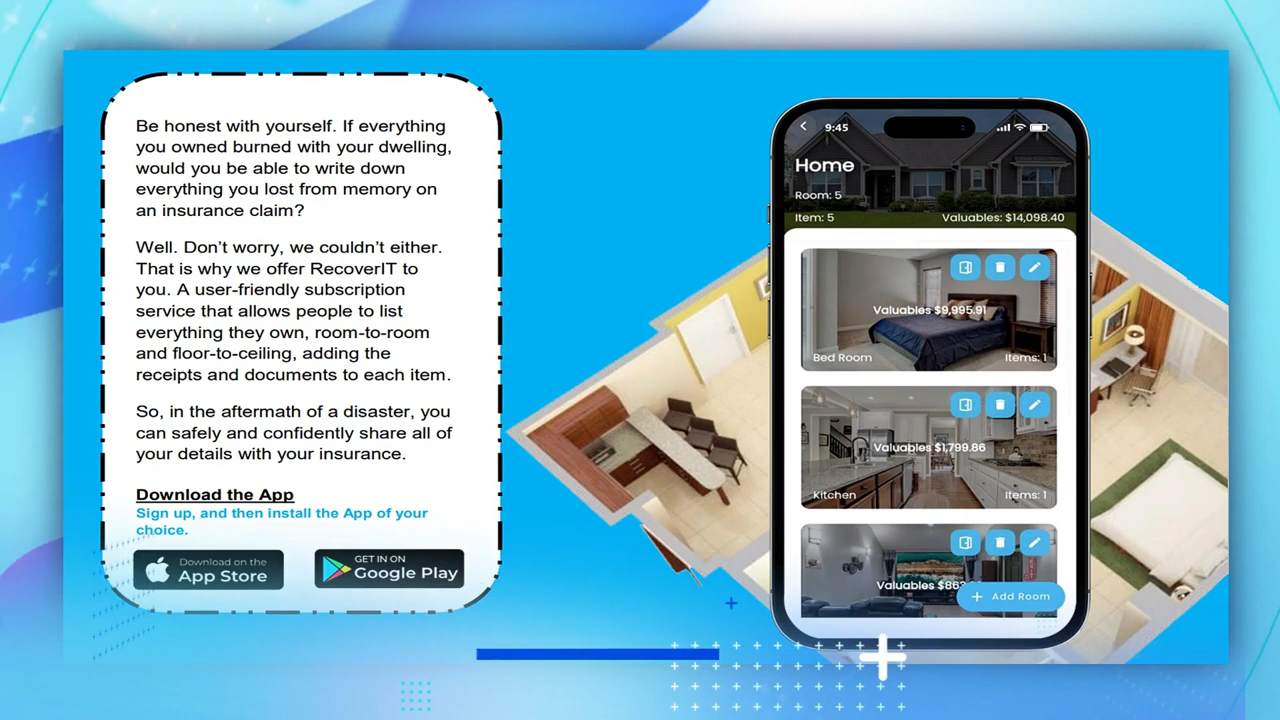 Be honest with yourself. If everything
you owned burned with your dwelling,
would you be able to write down
everything you lost from memory on
an insurance claim?
Well. Don’t worry, we couldn’t either.
That is why we offer RecoverIT to
you. A user-friendly subscription
service that allows people to list
everything they own, room-to-room
and floor-to-ceiling, adding the
receipts and documents to each item.
So, in the aftermath of a disaster, you
can safely and confidently share all of
your details with your insurance.
Download the App
Sign up, and then install the App of your
choice.
Download on the
App Store
GET IN ON
Google Play
9:45
Home
Room: 5
Item: 5 Valuables: $14,098.40
Valuables $9,995.91
Bed Room Items: 1
Valuables $1,799.86
Kitchen Items: 1
Valuables
+ Add Room